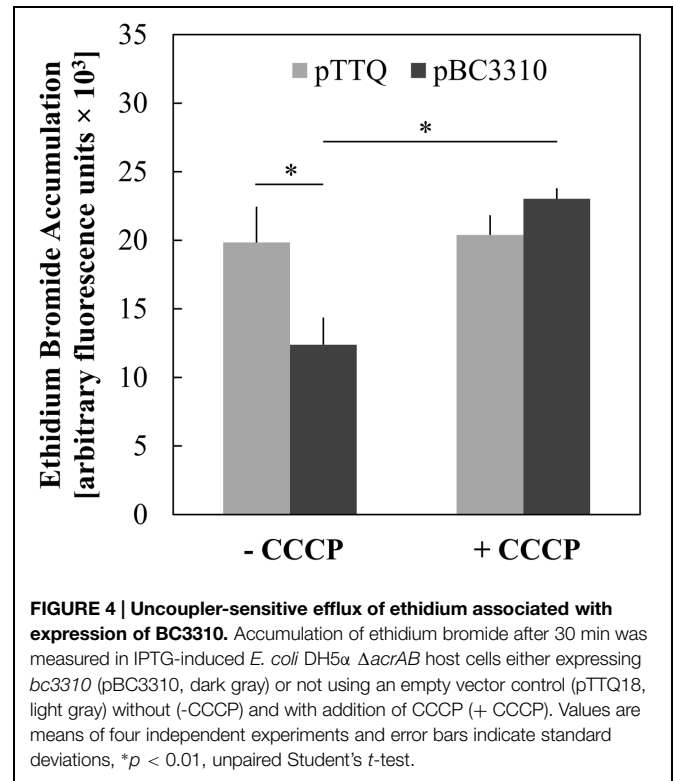 35
30
25
20
15
10
5
0
Ethidium Bromide Accumulation
[arbitrary fluorescence units × 10³]
pTTQ pBC3310
*
*
- CCCP + CCCP
FIGURE 4 | Uncoupler-sensitive efflux of ethidium associated with
expression of BC3310. Accumulation of ethidium bromide after 30 min was
measured in IPTG-induced E. coli DH5α ΔacrAB host cells either expressing
bc3310 (pBC3310, dark gray) or not using an empty vector control (pTTQ18,
light gray) without (-CCCP) and with addition of CCCP (+ CCCP). Values are
means of four independent experiments and error bars indicate standard
deviations, *p < 0.01, unpaired Student's t-test.